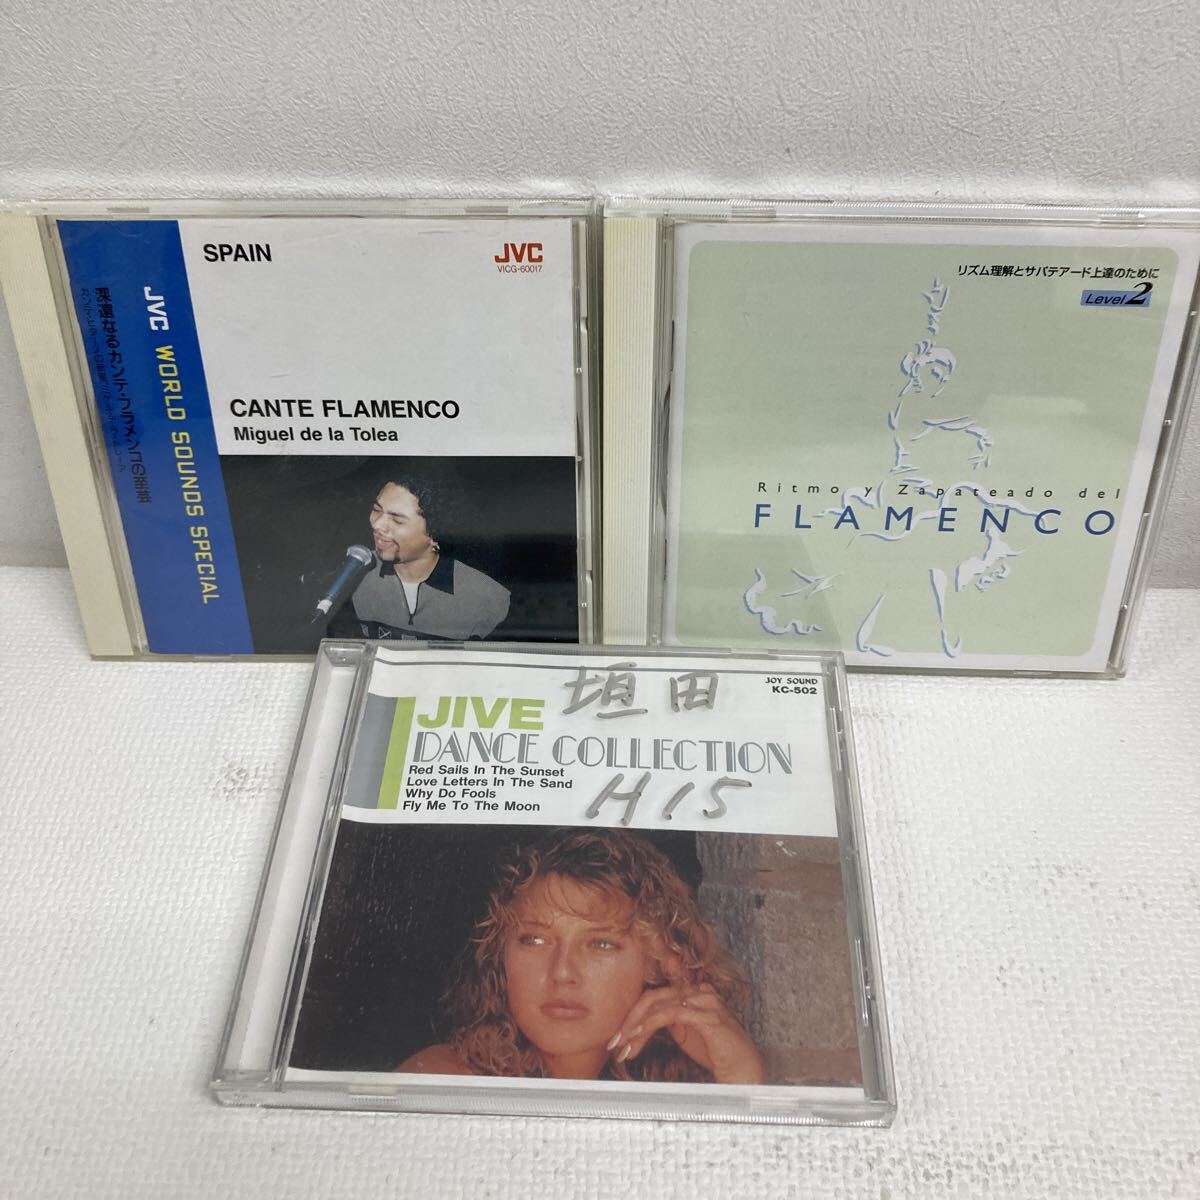 SPAIN
JVC
VICG-60017
深遠なるカンテ・フラメンコの至芸
JVC WORLD SOUNDS SPECIAL
CANTE FLAMENCO
Miguel de la Tolea
リズム理解とサパテアード上達のために
Level 2
Ritmo y Zapateado del
FLAMENCO
JOY SOUND
KC-502
JIVE
垣田
DANCE COLLECTION
Red Sails In The Sunset
Love Letters In The Sand
Why Do Fools
Fly Me To The Moon
H15